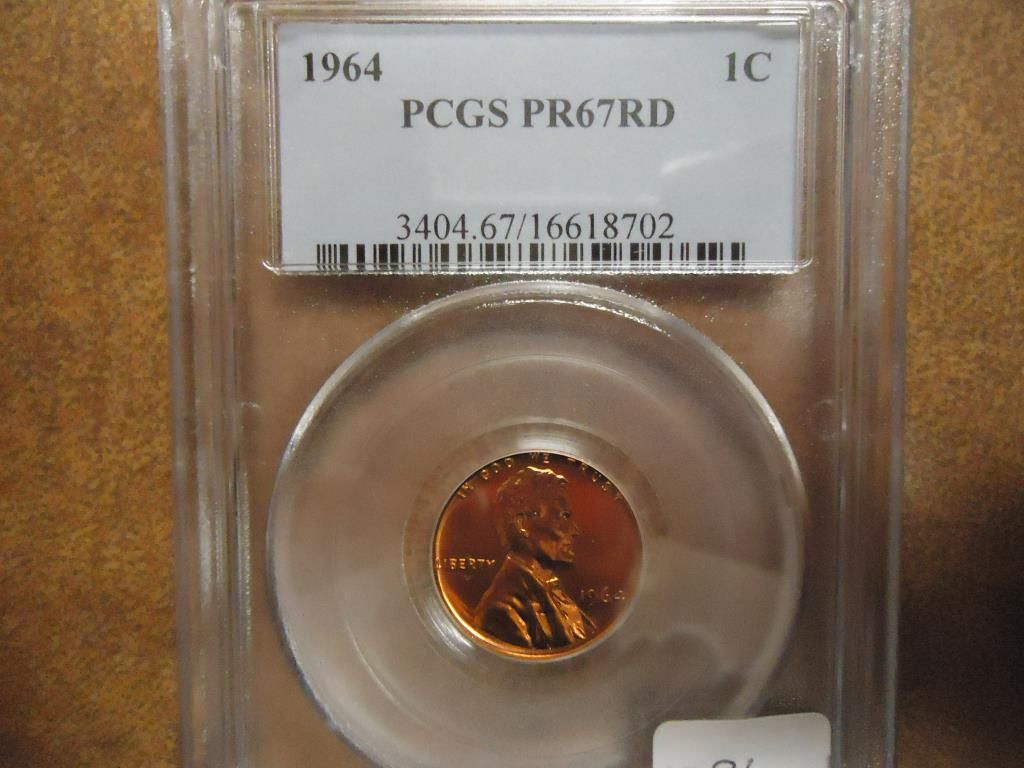 1964 1C
PCGS PR67RD
3404.67/16618702
IN GOD WE TRUST
LIBERTY
1964